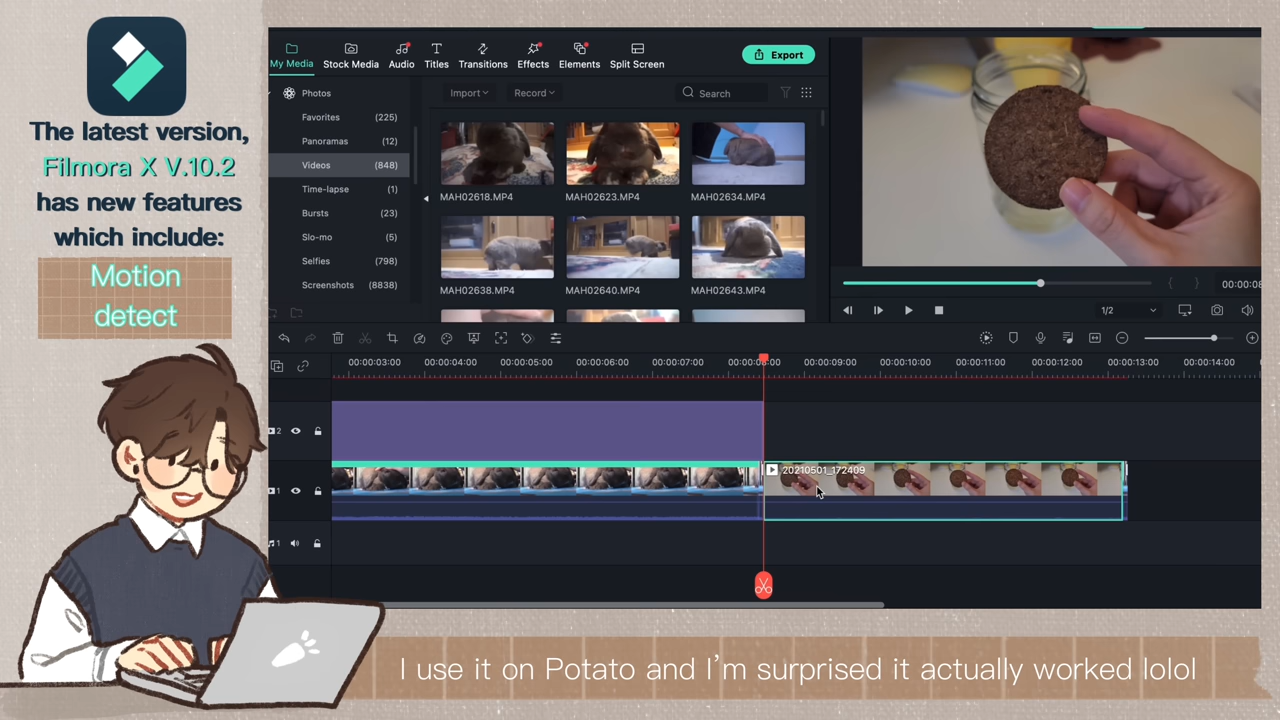 The latest version,
Filmora X V.10.2
has new features
which include:
Motion
detect
My Media
Stock Media
Audio
Titles
Transitions
Effects
Elements
Split Screen
Export
Photos
Favorites (225)
Panoramas (12)
Videos (848)
Time-lapse (1)
Bursts (23)
Slo-mo (5)
Selfies (798)
Screenshots (8838)
Import
Record
Search
MAH02618.MP4
MAH02623.MP4
MAH02634.MP4
MAH02638.MP4
MAH02640.MP4
MAH02643.MP4
1/2
00:00:03:00
00:00:04:00
00:00:05:00
00:00:06:00
00:00:07:00
00:00:09:00
00:00:10:00
00:00:11:00
00:00:12:00
00:00:13:00
00:00:14:00
2
1
20210501_172409
1
I use it on Potato and I'm surprised it actually worked lolol